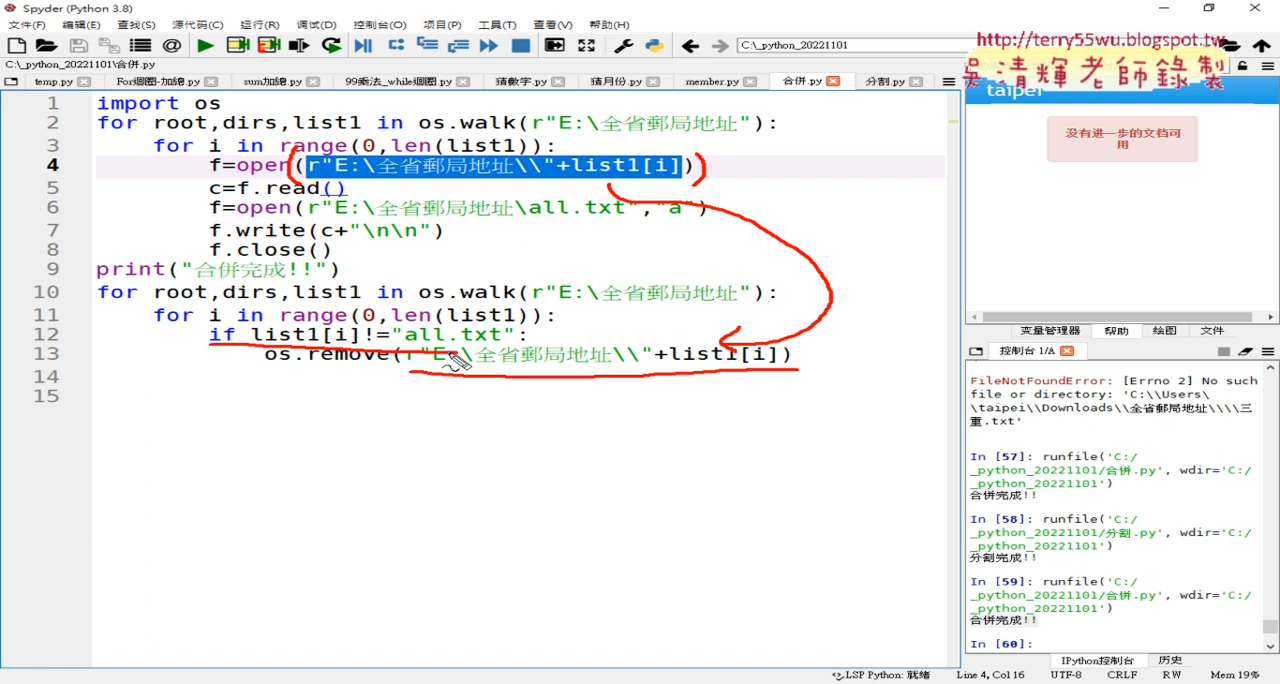 Spyder (Python 3.8)
文件(F) 编辑(E) 查找(S) 源代码(C) 运行(R) 调试(D) 控制台(O) 项目(P) 工具(T) 查看(V) 帮助(H)
C:\_python_20221101
http://terry55wu.blogspot.tw
C:\_python_20221101\合併.py
吳清輝老師錄製
temp.py For迴圈-加總.py sum加總.py 99乘法_while迴圈.py 猜數字.py 猜月份.py member.py 合併.py 分割.py
taipei
没有进一步的文档可用
1 import os
2 for root,dirs,list1 in os.walk(r"E:\全省郵局地址"):
3 for i in range(0,len(list1)):
4 f=open(r"E:\全省郵局地址\\"+list1[i])
5 c=f.read()
6 f=open(r"E:\全省郵局地址\all.txt","a")
7 f.write(c+"\n\n")
8 f.close()
9 print("合併完成!!")
10 for root,dirs,list1 in os.walk(r"E:\全省郵局地址"):
11 for i in range(0,len(list1)):
12 if list1[i]!="all.txt":
13 os.remove(r"E:\全省郵局地址\\"+list1[i])
14
15
变量管理器 帮助 绘图 文件
控制台 1/A
FileNotFoundError: [Errno 2] No such
file or directory: 'C:\\Users\
\taipei\\Downloads\\全省郵局地址\\\\三
重.txt'
In [57]: runfile('C:/
_python_20221101/合併.py', wdir='C:/
_python_20221101')
合併完成!!
In [58]: runfile('C:/
_python_20221101/分割.py', wdir='C:/
_python_20221101')
分割完成!!
In [59]: runfile('C:/
_python_20221101/合併.py', wdir='C:/
_python_20221101')
合併完成!!
In [60]:
IPython控制台 历史
LSP Python: 就绪 Line 4, Col 16 UTF-8 CRLF RW Mem 19%